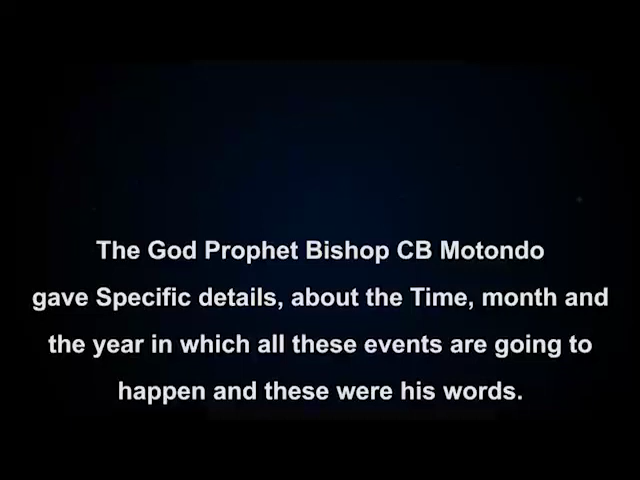 The God Prophet Bishop CB Motondo
gave Specific details, about the Time, month and
the year in which all these events are going to
happen and these were his words.